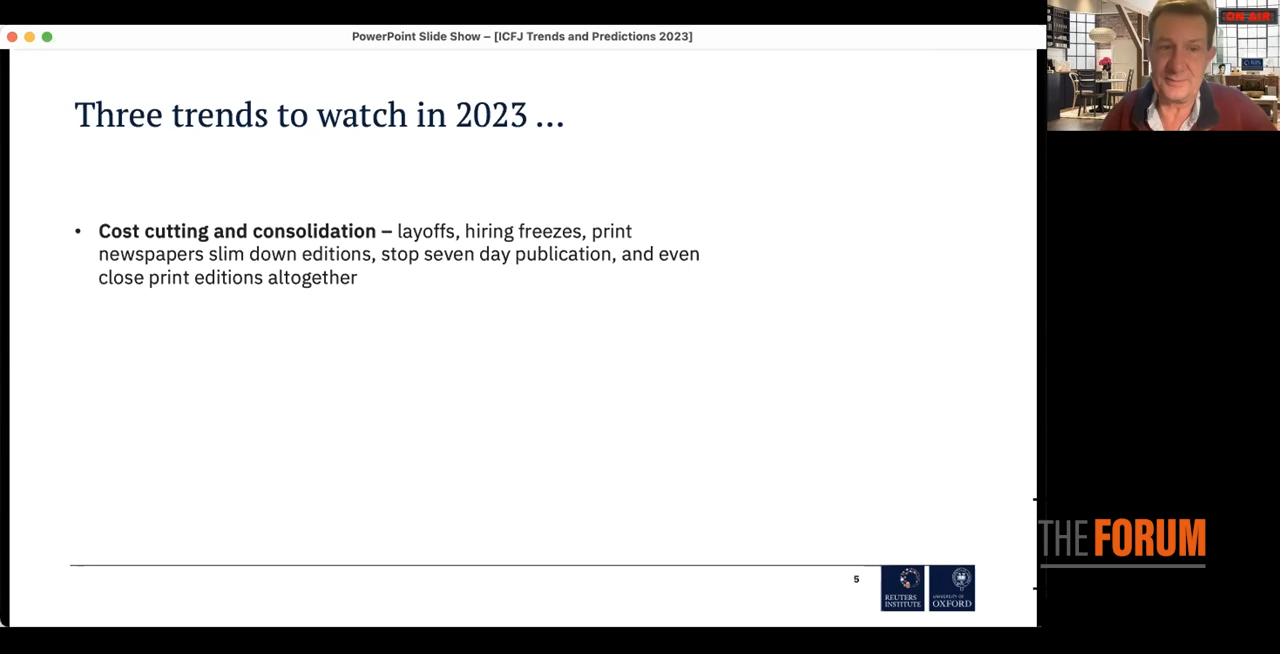 PowerPoint Slide Show – [ICFJ Trends and Predictions 2023]
ON AIR
Three trends to watch in 2023 ...
• Cost cutting and consolidation – layoffs, hiring freezes, print
newspapers slim down editions, stop seven day publication, and even
close print editions altogether
THE FORUM
5
REUTERS
INSTITUTE
UNIVERSITY OF
OXFORD